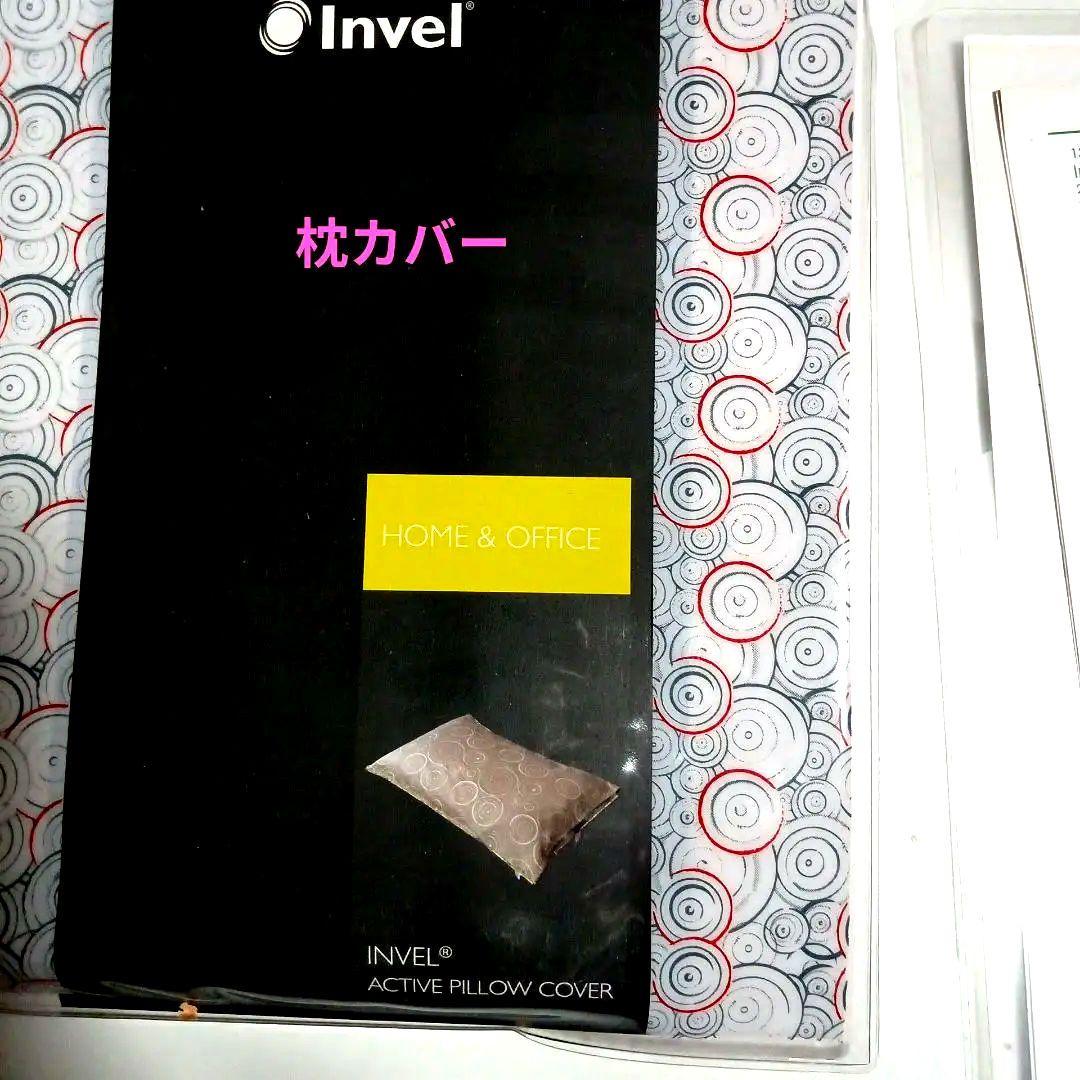 Invel®
枕カバー
HOME & OFFICE
INVEL®
ACTIVE PILLOW COVER